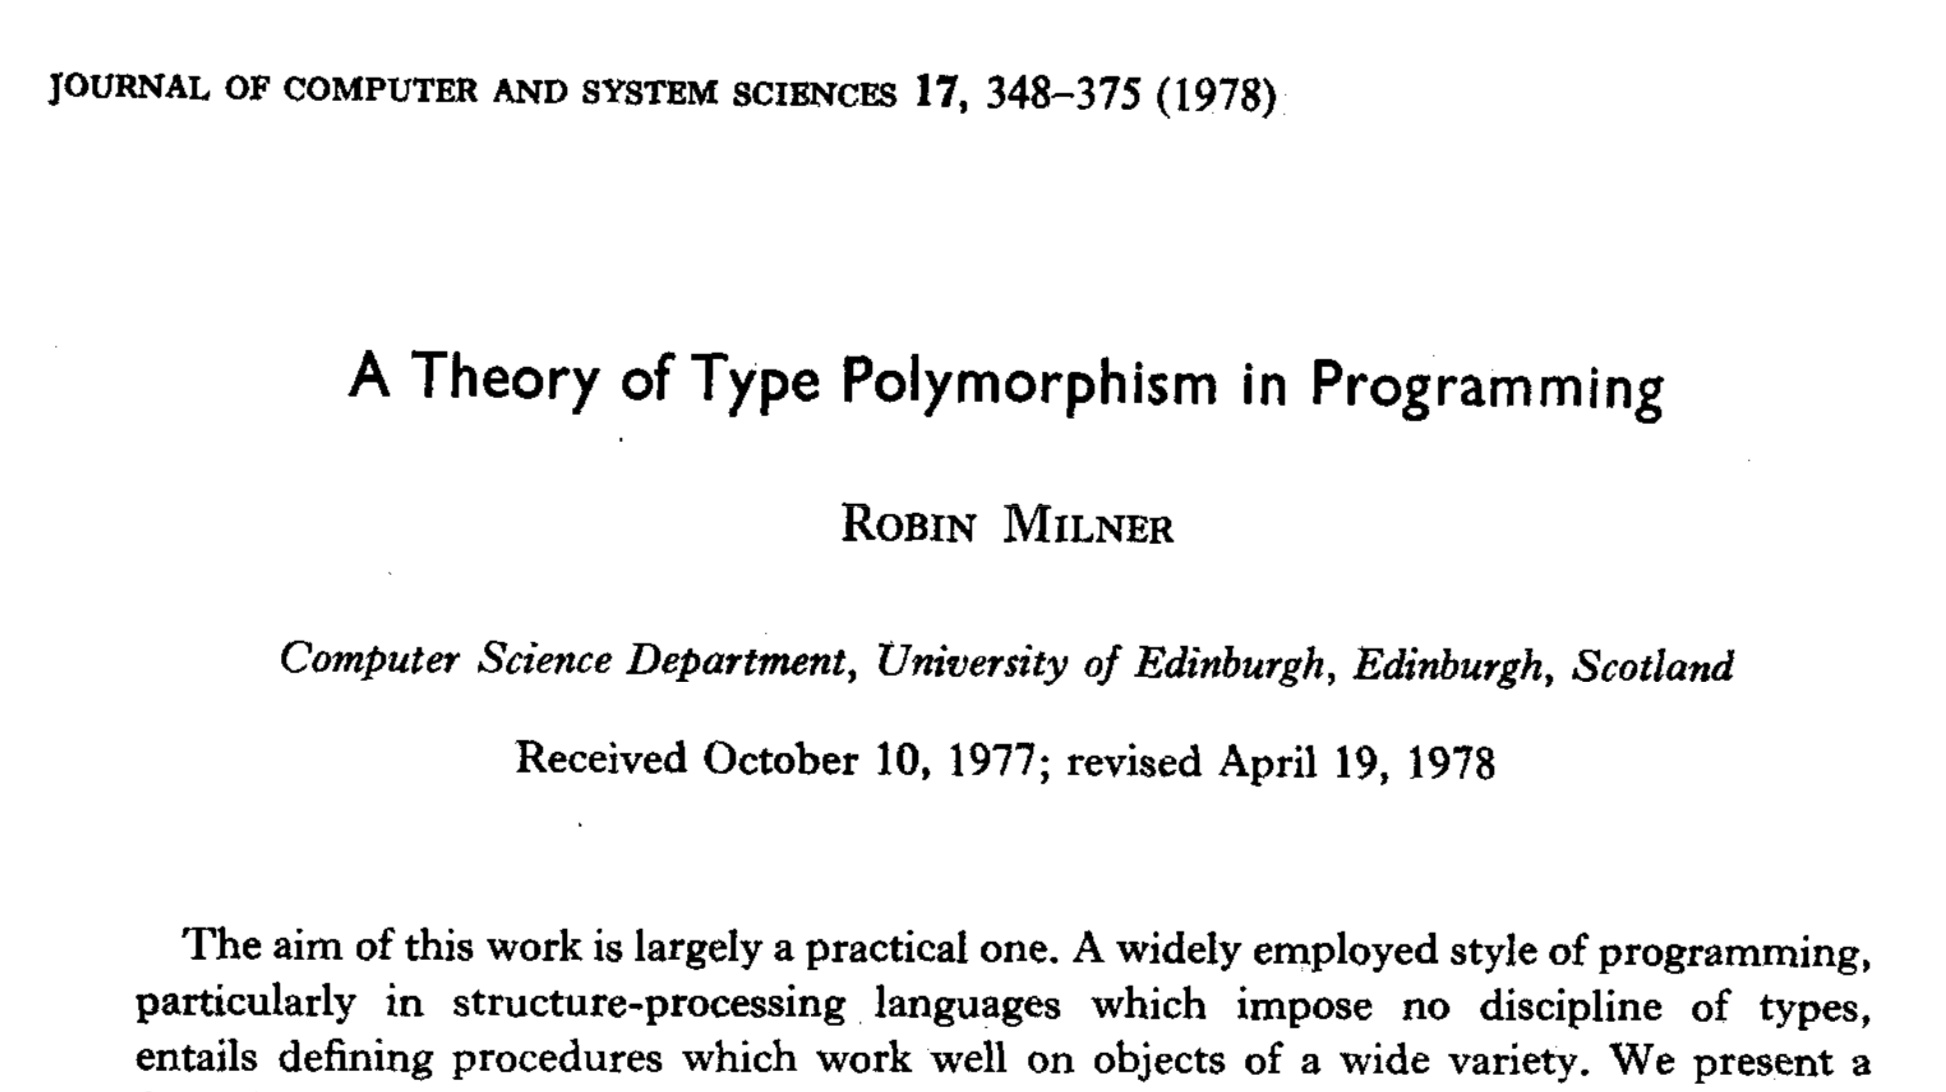 JOURNAL OF COMPUTER AND SYSTEM SCIENCES 17, 348–375 (1978)
A Theory of Type Polymorphism in Programming
ROBIN MILNER
Computer Science Department, University of Edinburgh, Edinburgh, Scotland
Received October 10, 1977; revised April 19, 1978
The aim of this work is largely a practical one. A widely employed style of programming,
particularly in structure-processing languages which impose no discipline of types,
entails defining procedures which work well on objects of a wide variety. We present a